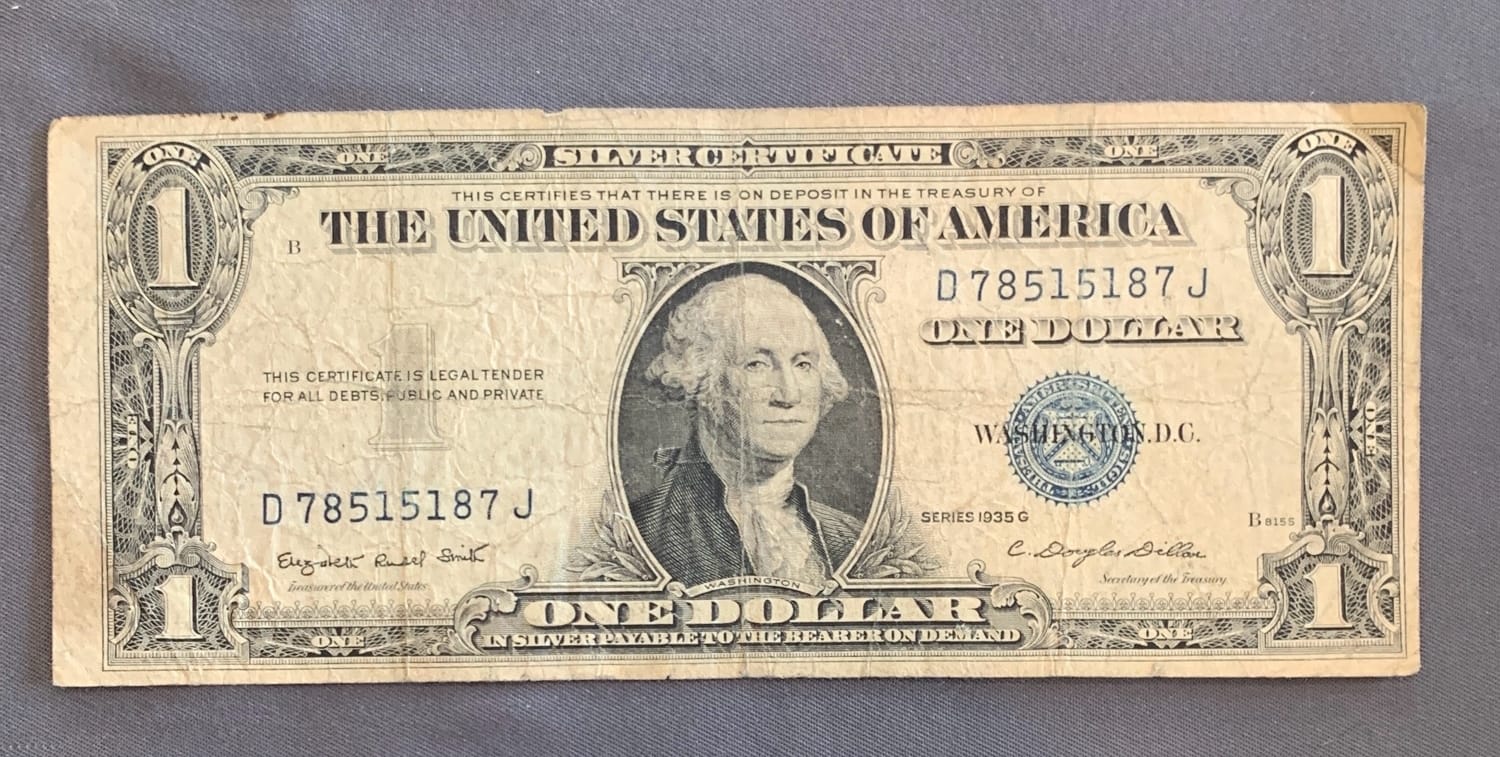 ONE ONE SILVER CERTIFICATE ONE ONE
1 1
THIS CERTIFIES THAT THERE IS ON DEPOSIT IN THE TREASURY OF
B THE UNITED STATES OF AMERICA
D 78515187 J
ONE DOLLAR
1
THIS CERTIFICATE IS LEGAL TENDER
FOR ALL DEBTS, PUBLIC AND PRIVATE
ONE ONE
WASHINGTON, D.C.
D 78515187 J
SERIES 1935 G B 8155
Elizabeth Rudel Smith C. Douglas Dillon
Treasurer of the United States Secretary of the Treasury
WASHINGTON
1 1
ONE DOLLAR
ONE IN SILVER PAYABLE TO THE BEARER ON DEMAND ONE